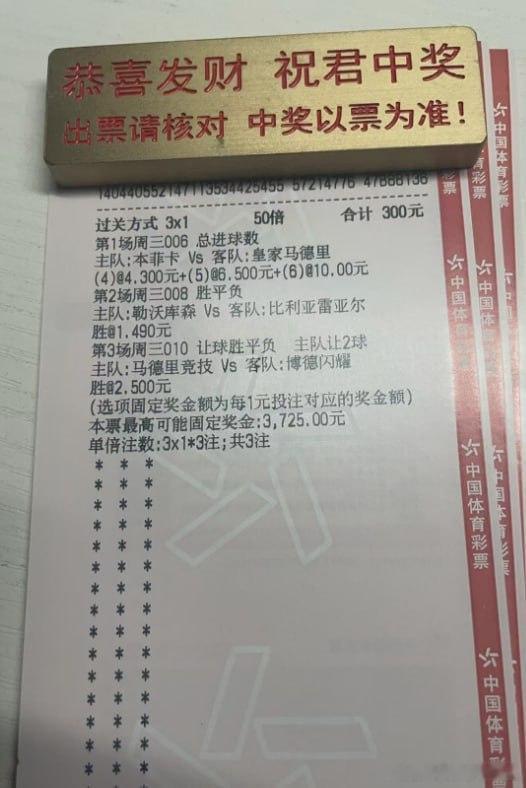 恭喜发财 祝君中奖
出票请核对 中奖以票为准!
14044055214771135344254​55 57214776 47888136
过关方式 3x1 50倍 合计 300元
第1场周三006 总进球数
主队:本菲卡 Vs 客队:皇家马德里
(4)@4.300元+(5)@6.500元+(6)@10.00元
第2场周三008 胜平负
主队:勒沃库森 Vs 客队:比利亚雷亚尔
胜@1.490元
第3场周三010 让球胜平负 主队让2球
主队:马德里竞技 Vs 客队:博德闪耀
胜@2.500元
(选项固定奖金额为每1元投注对应的奖金额)
本票最高可能固定奖金:3,725.00元
单倍注数:3x1*3注;共3注
中国体育彩票
中国体育彩票
中国体育彩票
中国体育彩票